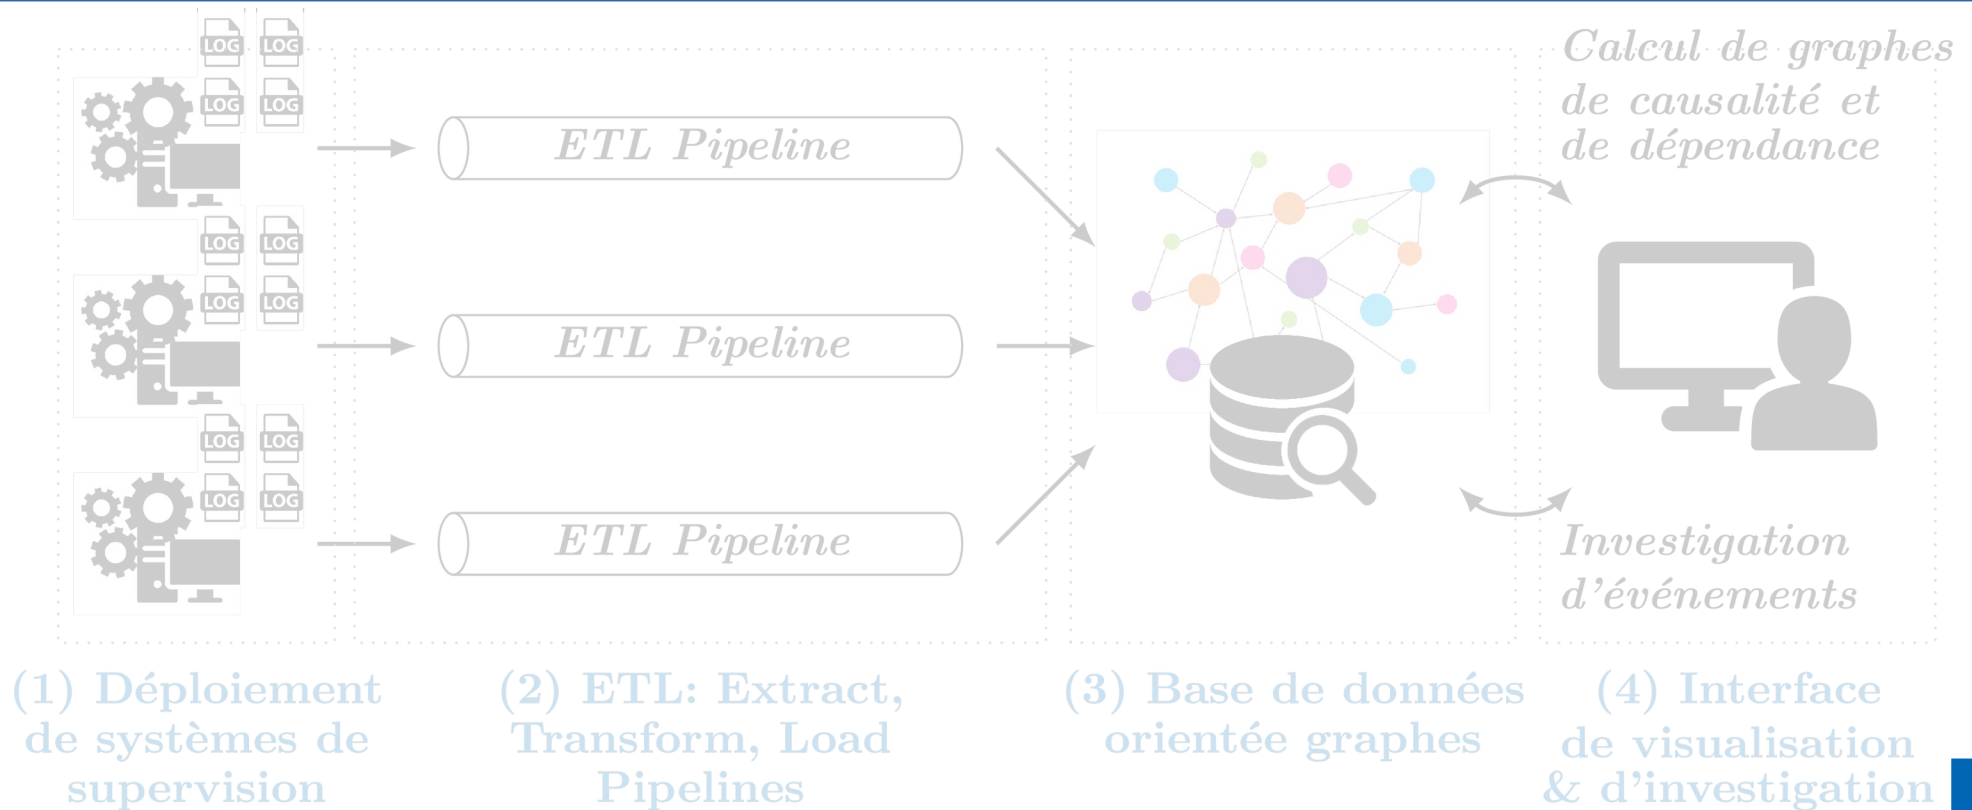 LOG LOG
LOG LOG
LOG LOG
LOG LOG
LOG LOG
LOG LOG
ETL Pipeline
ETL Pipeline
ETL Pipeline
Calcul de graphes
de causalité et
de dépendance
Investigation
d'événements
(1) Déploiement
de systèmes de
supervision
(2) ETL: Extract,
Transform, Load
Pipelines
(3) Base de données
orientée graphes
(4) Interface
de visualisation
& d'investigation